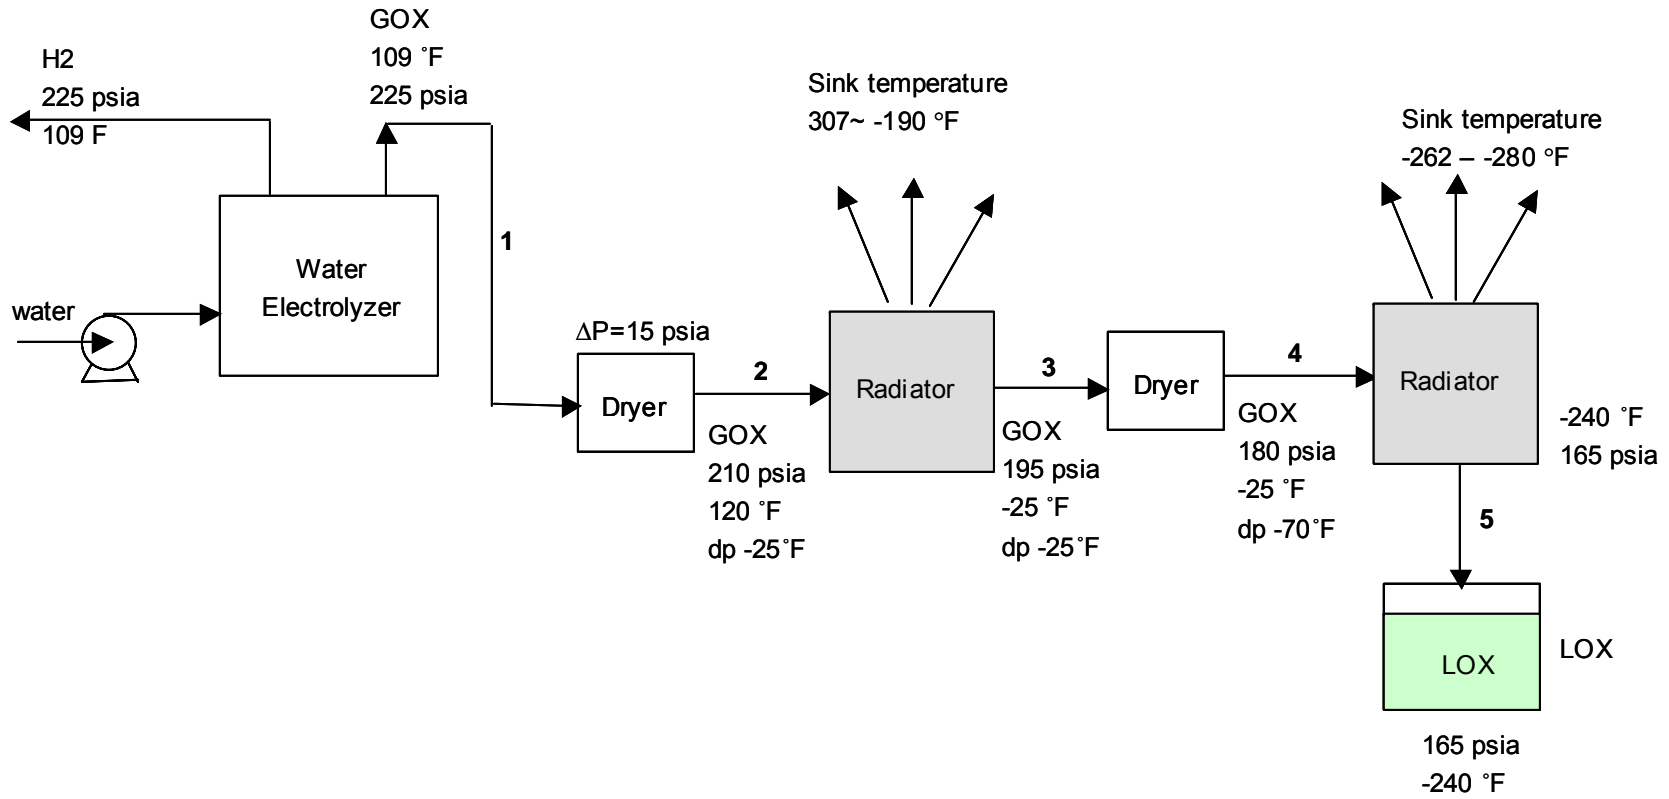 GOX
109 ˚F
225 psia
H2
225 psia
109 F
Sink temperature
307~ -190 °F
Sink temperature
-262 – -280 °F
1
Water
Electrolyzer
water
ΔP=15 psia
Dryer
2
GOX
210 psia
120 ˚F
dp -25˚F
Radiator
3
GOX
195 psia
-25 ˚F
dp -25˚F
Dryer
4
GOX
180 psia
-25 ˚F
dp -70˚F
Radiator
-240 ˚F
165 psia
5
LOX
LOX
165 psia
-240 ˚F